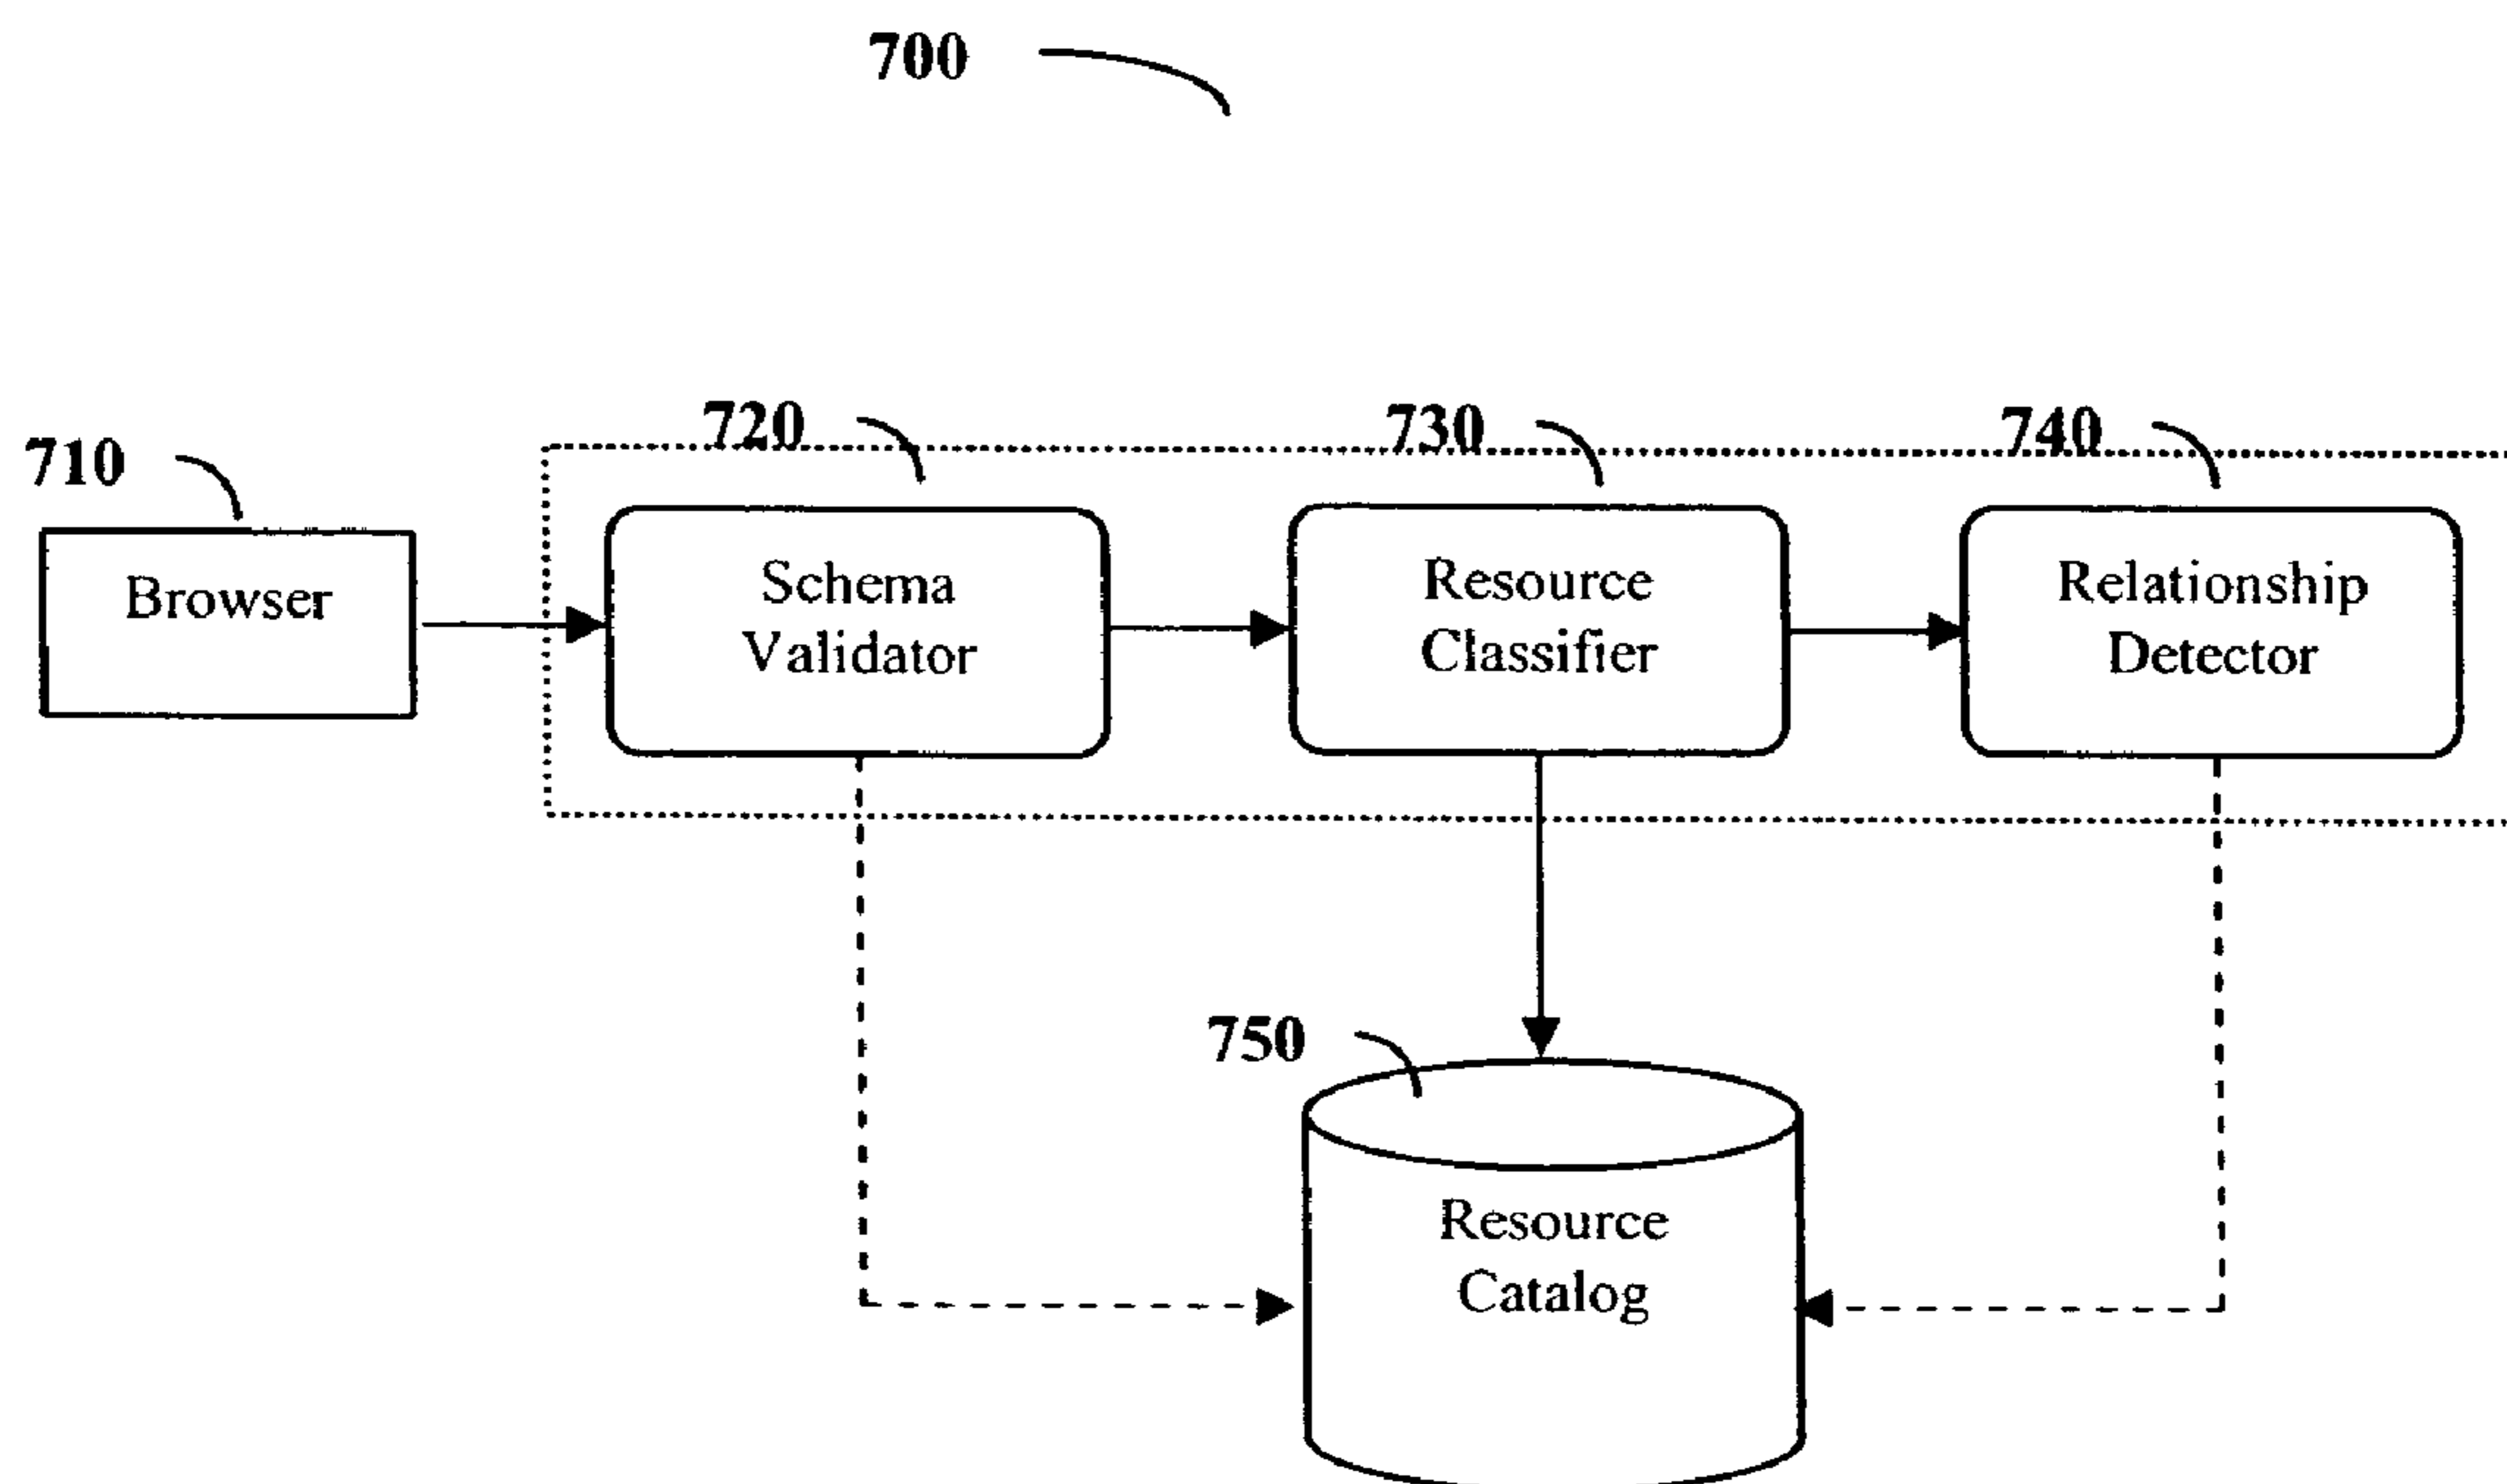 700
720
730
740
710
Browser
Schema
Validator
Resource
Classifier
Relationship
Detector
750
Resource
Catalog